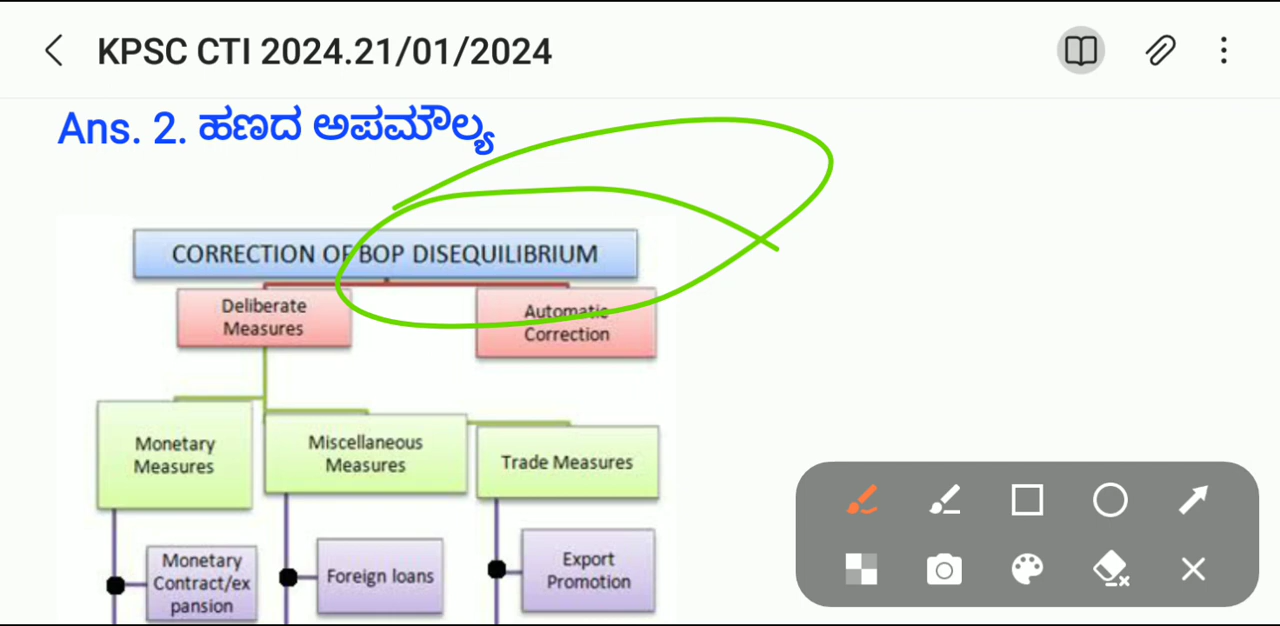 KPSC CTI 2024.21/01/2024
Ans. 2. ಹಣದ ಅಪಮೌಲ್ಯ
CORRECTION OF BOP DISEQUILIBRIUM
Deliberate
Measures
Automatic
Correction
Monetary
Measures
Miscellaneous
Measures
Trade Measures
Monetary
Contract/ex
pansion
Foreign loans
Export
Promotion